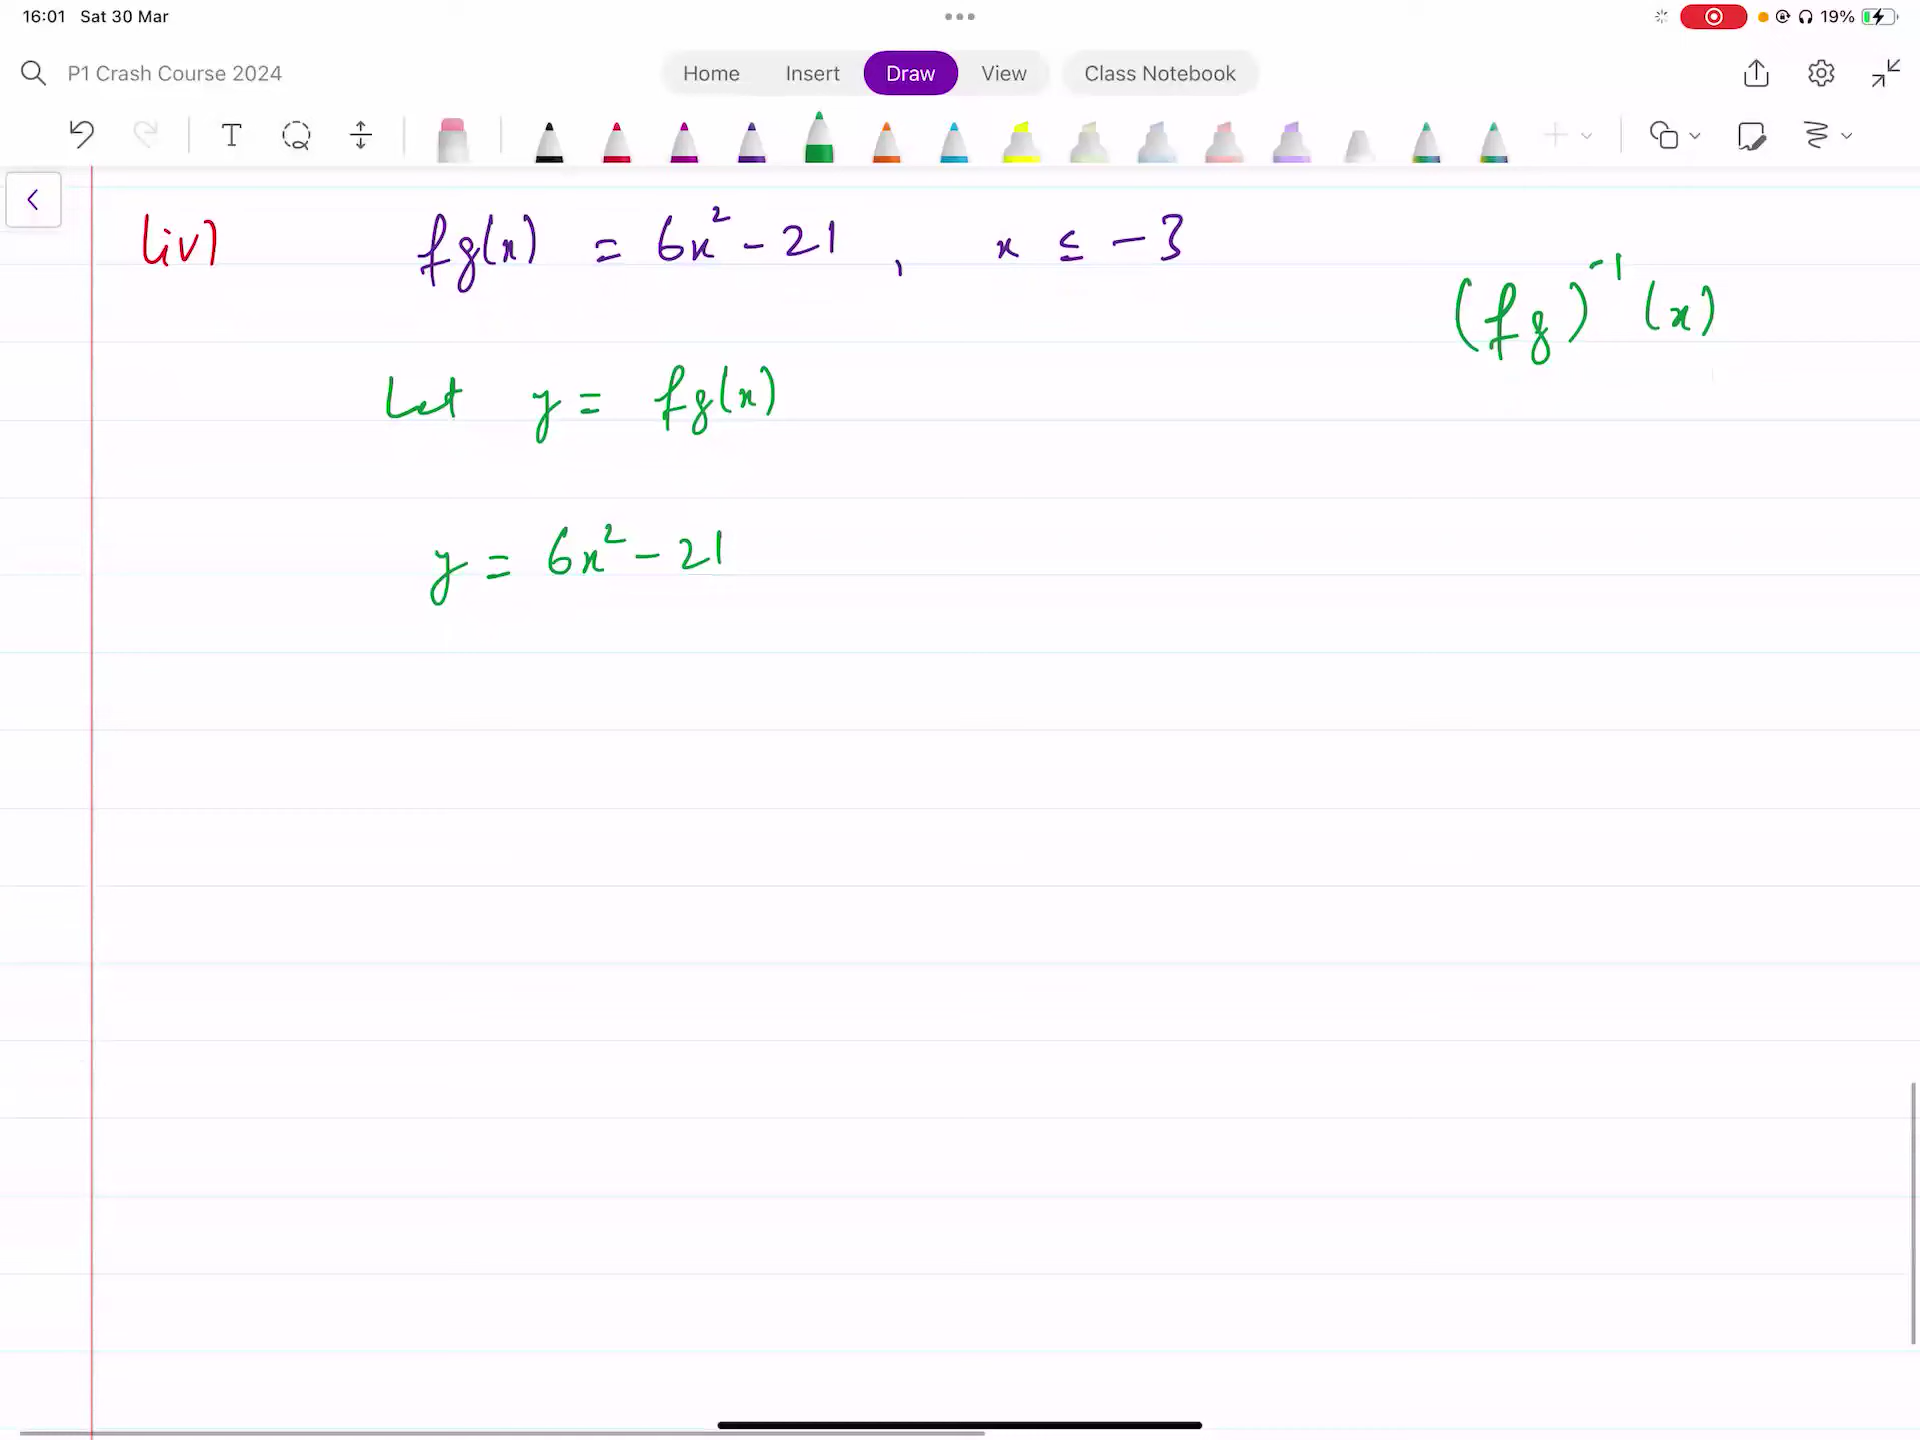 16:01 Sat 30 Mar
19%
P1 Crash Course 2024
Home Insert Draw View Class Notebook
T
(iv) fg(x) = 6x² - 21 , x ≤ -3
(fg)⁻¹(x)
Let y = fg(x)
y = 6x² - 21